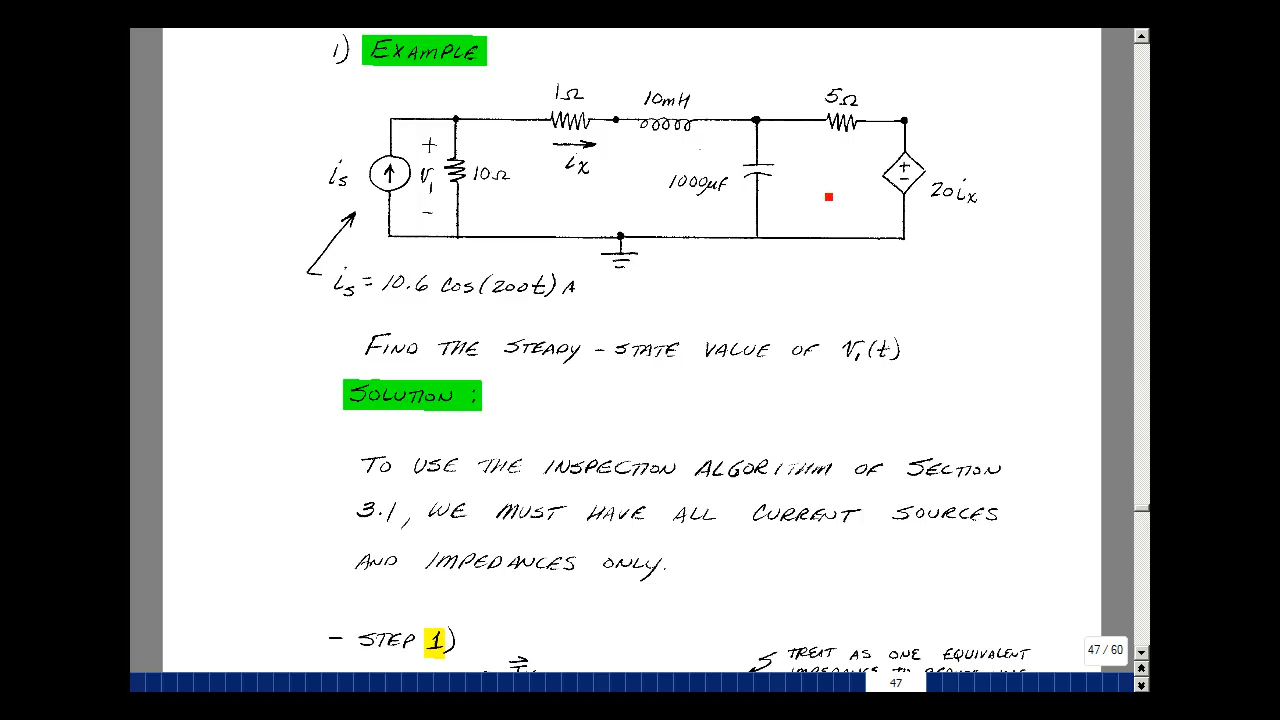 1) EXAMPLE
1Ω 10mH 5Ω
is + v1 - 10Ω ix 1000μF + - 20ix
is = 10.6 cos(200t) A
FIND THE STEADY-STATE VALUE OF v1(t)
SOLUTION:
TO USE THE INSPECTION ALGORITHM OF SECTION
3.1, WE MUST HAVE ALL CURRENT SOURCES
AND IMPEDANCES ONLY.
- STEP 1)
TREAT AS ONE EQUIVALENT
47 / 60
47